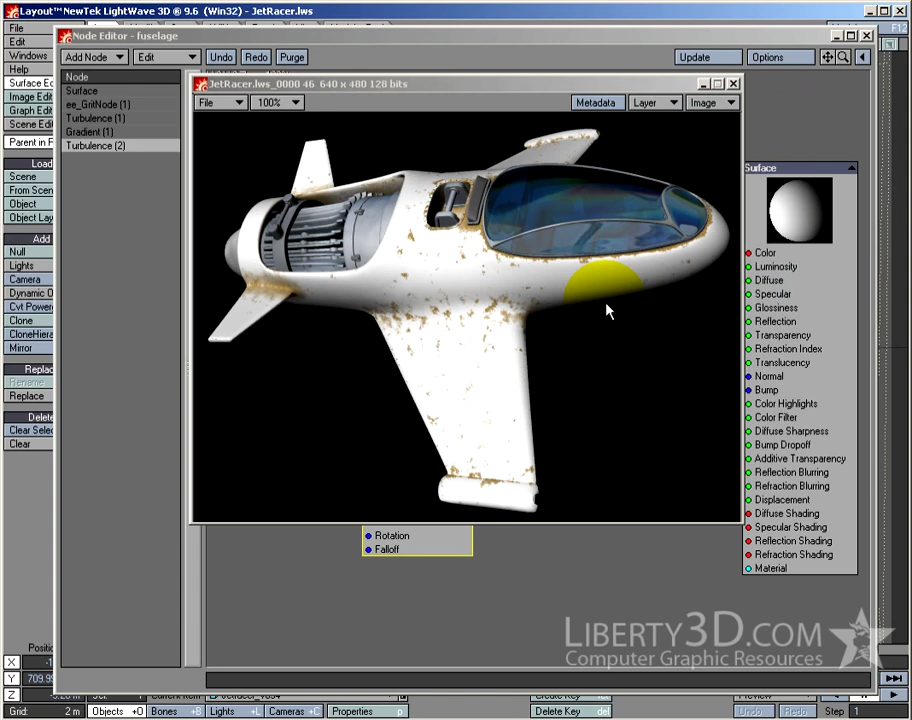 Layout™NewTek LightWave 3D® 9.6 (Win32) - JetRacer.lws
File
Edit
Windows
Help
Surface Ed
Image Edit
Graph Edit
Scene Edi
Parent in F
Load
Scene
From Scen
Object
Object Lay
Add
Null
Lights
Camera
Dynamic O
Cvt Power
Clone
CloneHiera
Mirror
Replac
Rename
Replace
Delete
Clear Selec
Clear
F12
Node Editor - fuselage
Add Node
Edit
Undo
Redo
Purge
Update
Options
Node
Surface
ee_GritNode (1)
Turbulence (1)
Gradient (1)
Turbulence (2)
JetRacer.lws_0000 46 640 x 480 128 bits
File
100%
Metadata
Layer
Image
Surface
Color
Luminosity
Diffuse
Specular
Glossiness
Reflection
Transparency
Refraction Index
Translucency
Normal
Bump
Color Highlights
Color Filter
Diffuse Sharpness
Bump Dropoff
Additive Transparency
Reflection Blurring
Refraction Blurring
Displacement
Diffuse Shading
Specular Shading
Reflection Shading
Refraction Shading
Material
Rotation
Falloff
LIBERTY3D.COM
Computer Graphic Resources
Positio
X
Y 709.99
Z
Grid: 2 m
Objects +O
Bones +B
Lights +L
Cameras +C
Properties p
Create Key
Delete Key del
Preview
Undo
Redo
Step 1